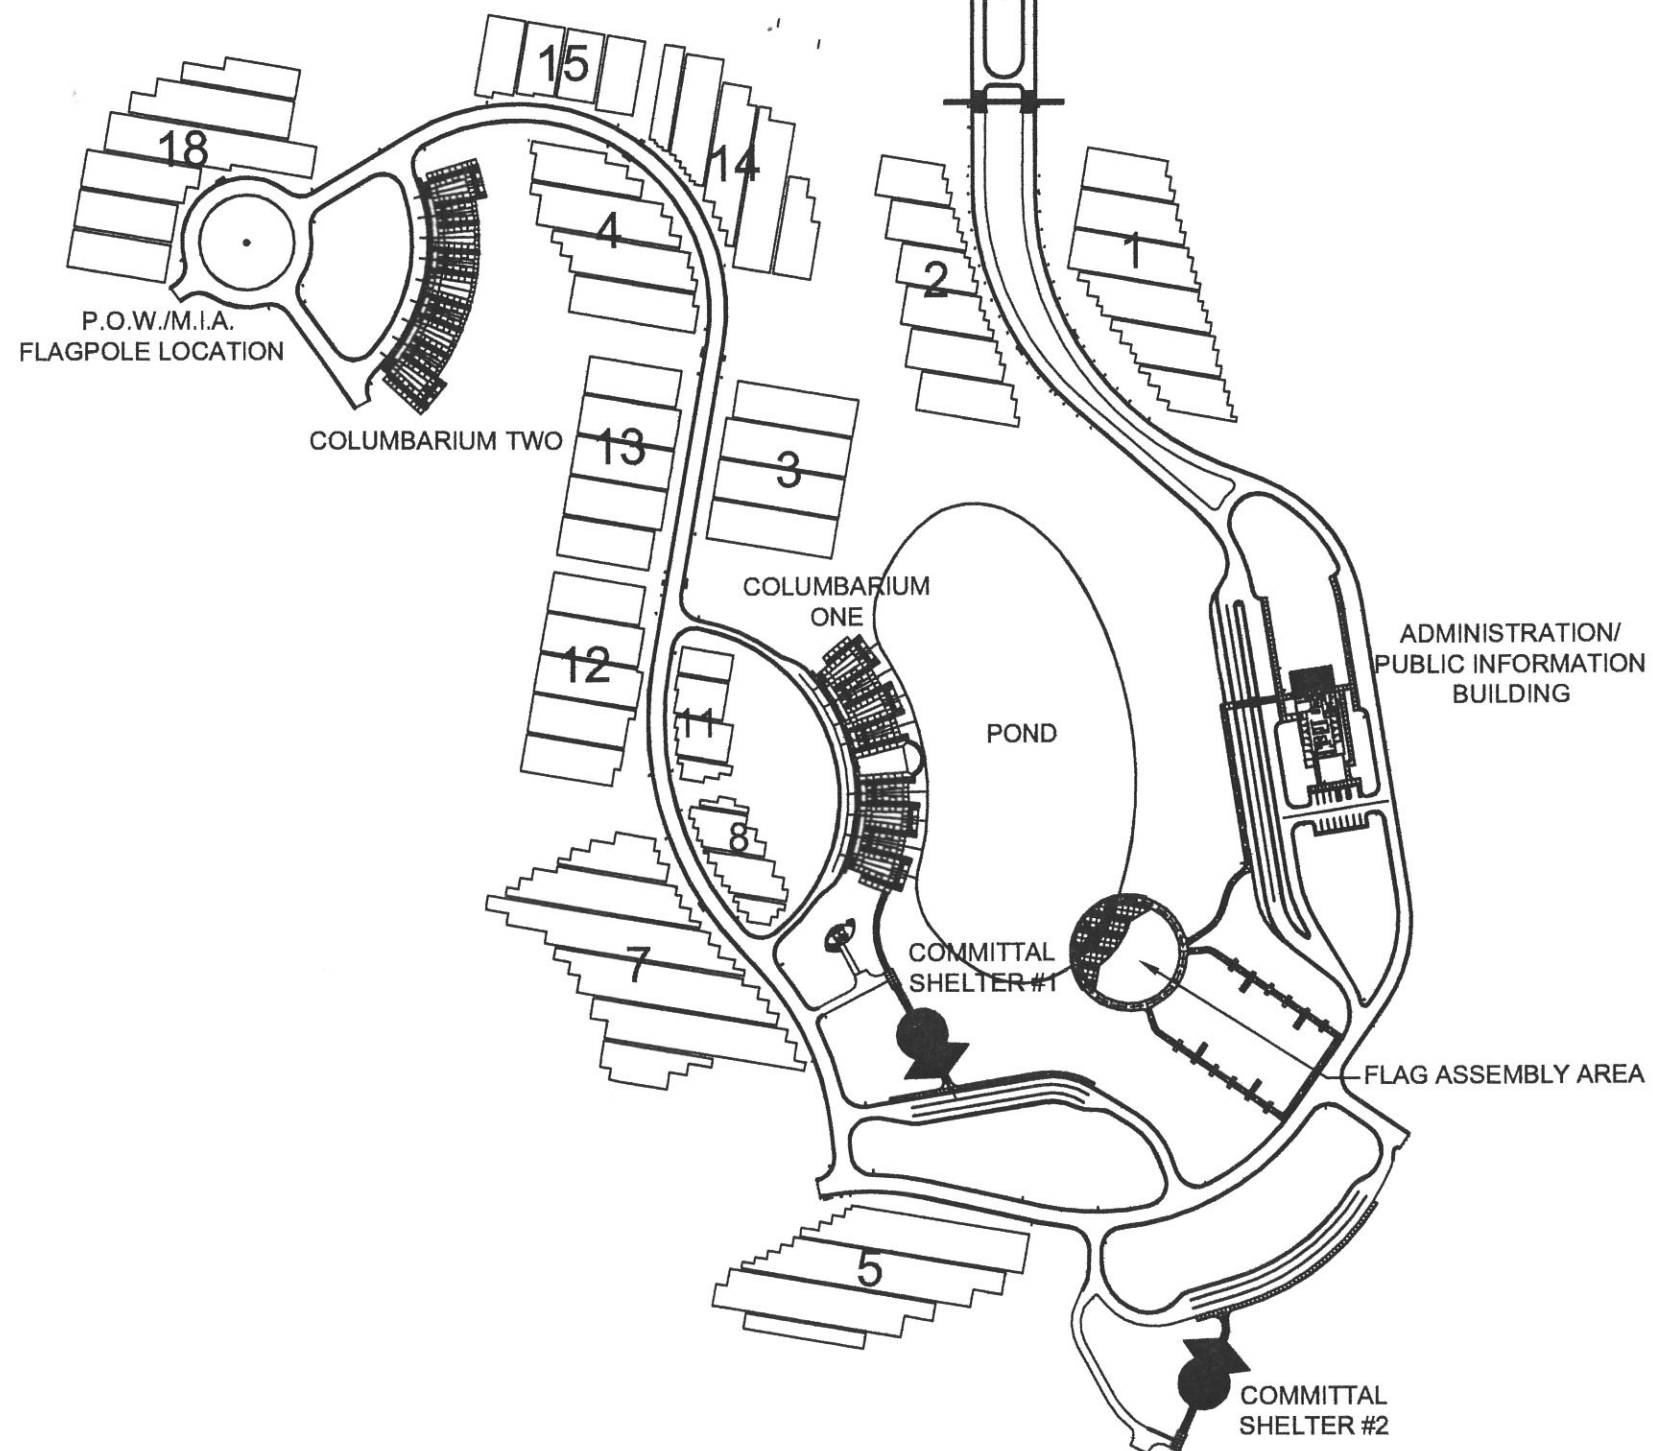 15
18
14
4
1
2
P.O.W./M.I.A.
FLAGPOLE LOCATION
COLUMBARIUM TWO
13
3
COLUMBARIUM
ONE
12
11
ADMINISTRATION/
PUBLIC INFORMATION
BUILDING
POND
8
7
COMMITTAL
SHELTER #1
FLAG ASSEMBLY AREA
5
COMMITTAL
SHELTER #2